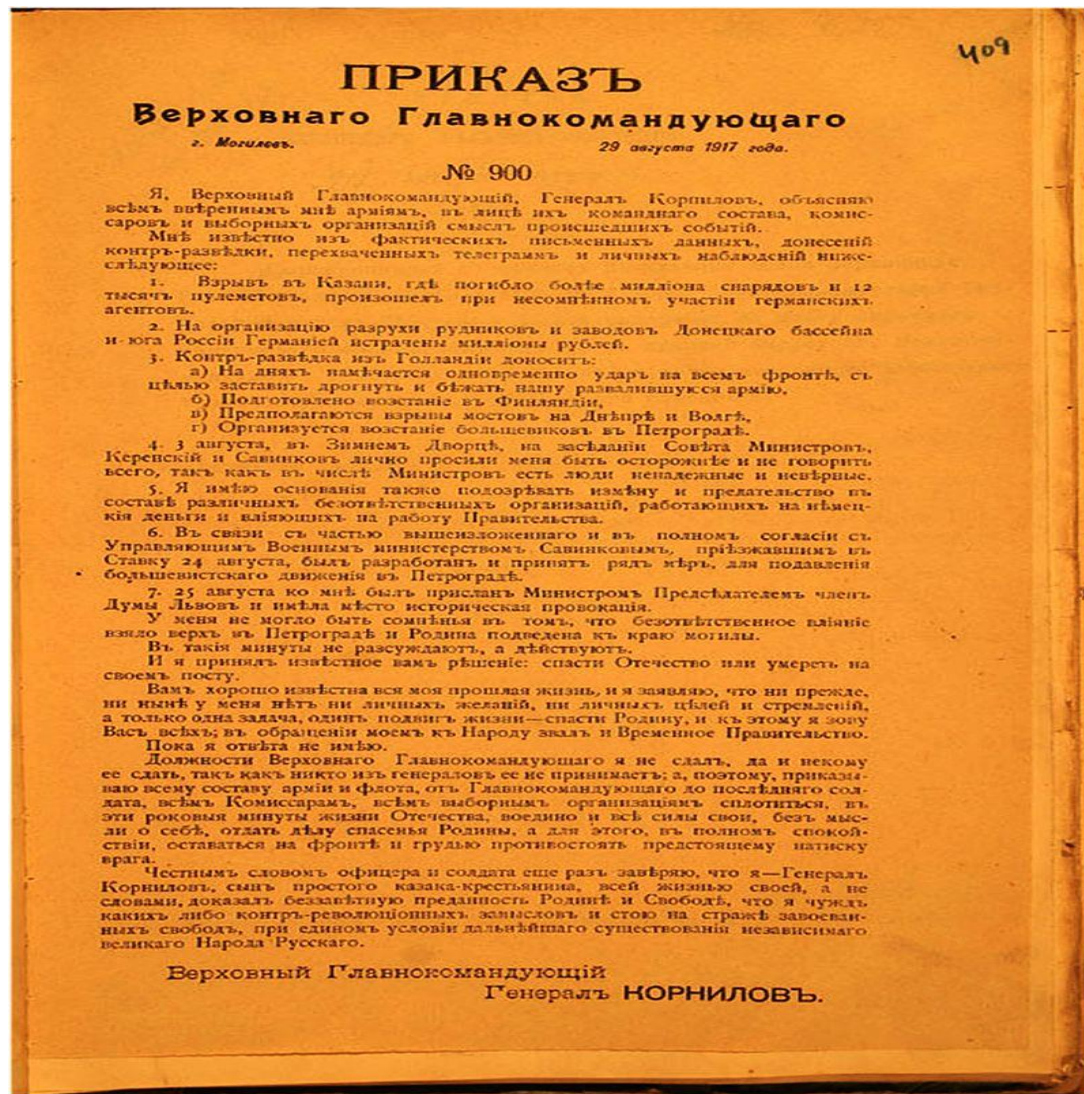 409
ПРИКАЗЪ
Верховнаго Главнокомандующаго
г. Могилевъ. 29 августа 1917 года.
№ 900
Я, Верховный Главнокомандующій, Генералъ Корниловъ, объясняю
всѣмъ ввѣреннымъ мнѣ арміямъ, въ лицѣ ихъ команднаго состава, комис-
саровъ и выборныхъ организацій смыслъ происшедшихъ событій.
Мнѣ извѣстно изъ фактическихъ письменныхъ данныхъ, донесеній
контръ-развѣдки, перехваченныхъ телеграммъ и личныхъ наблюденій ниже-
слѣдующее:
1. Взрывъ въ Казани, гдѣ погибло болѣе милліона снарядовъ и 12
тысячъ пулеметовъ, произошелъ при несомнѣнномъ участіи германскихъ
агентовъ.
2. На организацію разрухи рудниковъ и заводовъ Донецкаго бассейна
и юга Россіи Германіей истрачены милліоны рублей.
3. Контръ-развѣдка изъ Голландіи доноситъ:
а) На дняхъ намѣчается одновременно ударъ на всемъ фронтѣ, съ
цѣлью заставить дрогнуть и бѣжать нашу развалившуюся армію,
б) Подготовлено возстаніе въ Финляндіи,
в) Предполагаются взрывы мостовъ на Днѣпрѣ и Волгѣ,
г) Организуется возстаніе большевиковъ въ Петроградѣ.
4. 3 августа, въ Зимнемъ Дворцѣ, на засѣданіи Совѣта Министровъ,
Керенскій и Савинковъ лично просили меня быть осторожнѣе и не говорить
всего, такъ какъ въ числѣ Министровъ есть люди ненадежные и невѣрные.
5. Я имѣю основанія также подозрѣвать измѣну и предательство въ
составѣ различныхъ безотвѣтственныхъ организацій, работающихъ на нѣмец-
кія деньги и вліяющихъ на работу Правительства.
6. Въ связи съ частью вышеизложеннаго и въ полномъ согласіи съ
Управляющимъ Военнымъ министерствомъ Савинковымъ, пріѣзжавшимъ въ
Ставку 24 августа, былъ разработанъ и принятъ рядъ мѣръ, для подавленія
большевистскаго движенія въ Петроградѣ.
7. 25 августа ко мнѣ былъ присланъ Министромъ Предсѣдателемъ членъ
Думы Львовъ и имѣла мѣсто историческая провокація.
У меня не могло быть сомнѣнья въ томъ, что безотвѣтственное вліяніе
взяло верхъ въ Петроградѣ и Родина подведена къ краю могилы.
Въ такія минуты не разсуждаютъ, а дѣйствуютъ.
И я принялъ извѣстное вамъ рѣшеніе: спасти Отечество или умереть на
своемъ посту.
Вамъ хорошо извѣстна вся моя прошлая жизнь, и я заявляю, что ни прежде,
ни нынѣ у меня нѣтъ ни личныхъ желаній, ни личныхъ цѣлей и стремленій,
а только одна задача, одинъ подвигъ жизни—спасти Родину, и къ этому я зову
Васъ всѣхъ; въ обращеніи моемъ къ Народу звалъ и Временное Правительство.
Пока я отвѣта не имѣю.
Должности Верховнаго Главнокомандующаго я не сдалъ, да и некому
ее сдать, такъ какъ никто изъ генераловъ ее не принимаетъ; а, поэтому, приказы-
ваю всему составу арміи и флота, отъ Главнокомандующаго до послѣдняго сол-
дата, всѣмъ Комиссарамъ, всѣмъ выборнымъ организаціямъ сплотиться, въ
эти роковыя минуты жизни Отечества, воедино и всѣ силы свои, безъ мыс-
ли о себѣ, отдать дѣлу спасенья Родины, а для этого, въ полномъ спокой-
ствіи, оставаться на фронтѣ и грудью противостоять предстоящему натиску
врага.
Честнымъ словомъ офицера и солдата еще разъ завѣряю, что я—Генералъ
Корниловъ, сынъ простого казака-крестьянина, всей жизнью своей, а не
словами, доказалъ беззавѣтную преданность Родинѣ и Свободѣ, что я чуждъ
какихъ либо контръ-революціонныхъ замысловъ и стою на стражѣ завоеван-
ныхъ свободъ, при единомъ условіи дальнѣйшаго существованія независимаго
великаго Народа Русскаго.
Верховный Главнокомандующій
Генералъ КОРНИЛОВЪ.